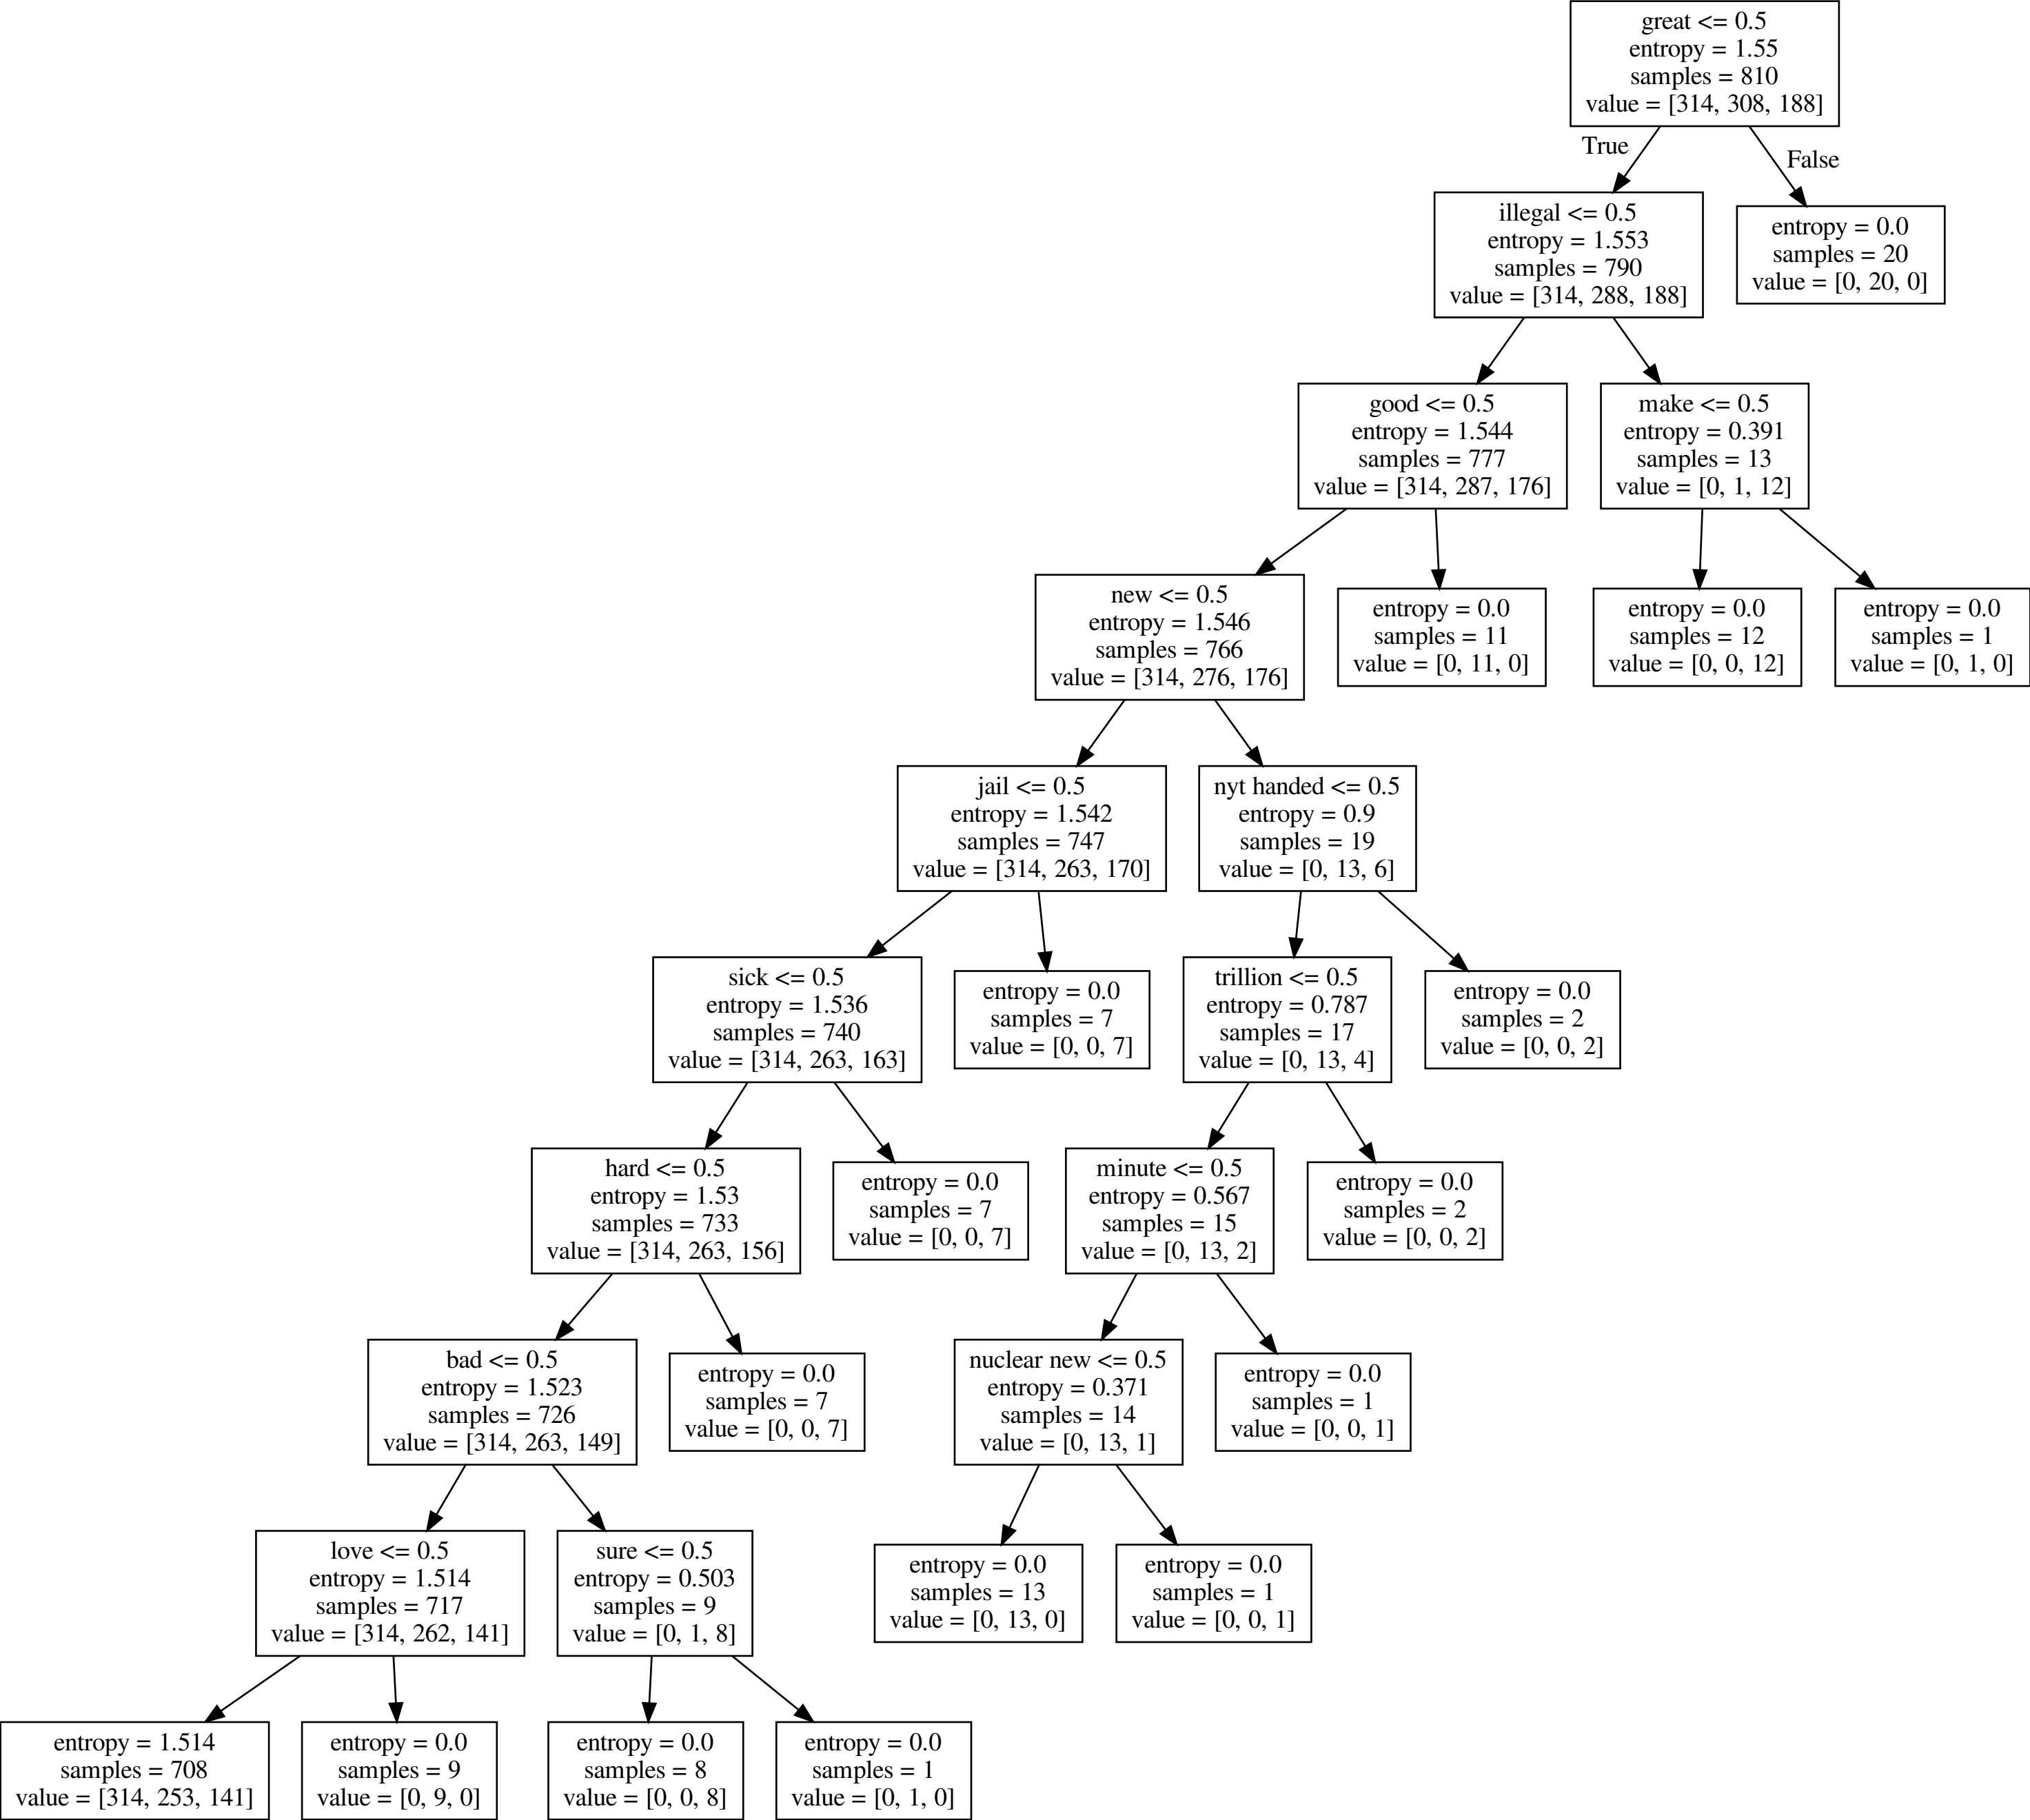 great <= 0.5
entropy = 1.55
samples = 810
value = [314, 308, 188]
True
False
illegal <= 0.5
entropy = 1.553
samples = 790
value = [314, 288, 188]
entropy = 0.0
samples = 20
value = [0, 20, 0]
good <= 0.5
entropy = 1.544
samples = 777
value = [314, 287, 176]
make <= 0.5
entropy = 0.391
samples = 13
value = [0, 1, 12]
new <= 0.5
entropy = 1.546
samples = 766
value = [314, 276, 176]
entropy = 0.0
samples = 11
value = [0, 11, 0]
entropy = 0.0
samples = 12
value = [0, 0, 12]
entropy = 0.0
samples = 1
value = [0, 1, 0]
jail <= 0.5
entropy = 1.542
samples = 747
value = [314, 263, 170]
nyt handed <= 0.5
entropy = 0.9
samples = 19
value = [0, 13, 6]
sick <= 0.5
entropy = 1.536
samples = 740
value = [314, 263, 163]
entropy = 0.0
samples = 7
value = [0, 0, 7]
trillion <= 0.5
entropy = 0.787
samples = 17
value = [0, 13, 4]
entropy = 0.0
samples = 2
value = [0, 0, 2]
hard <= 0.5
entropy = 1.53
samples = 733
value = [314, 263, 156]
entropy = 0.0
samples = 7
value = [0, 0, 7]
minute <= 0.5
entropy = 0.567
samples = 15
value = [0, 13, 2]
entropy = 0.0
samples = 2
value = [0, 0, 2]
bad <= 0.5
entropy = 1.523
samples = 726
value = [314, 263, 149]
entropy = 0.0
samples = 7
value = [0, 0, 7]
nuclear new <= 0.5
entropy = 0.371
samples = 14
value = [0, 13, 1]
entropy = 0.0
samples = 1
value = [0, 0, 1]
love <= 0.5
entropy = 1.514
samples = 717
value = [314, 262, 141]
sure <= 0.5
entropy = 0.503
samples = 9
value = [0, 1, 8]
entropy = 0.0
samples = 13
value = [0, 13, 0]
entropy = 0.0
samples = 1
value = [0, 0, 1]
entropy = 1.514
samples = 708
value = [314, 253, 141]
entropy = 0.0
samples = 9
value = [0, 9, 0]
entropy = 0.0
samples = 8
value = [0, 0, 8]
entropy = 0.0
samples = 1
value = [0, 1, 0]